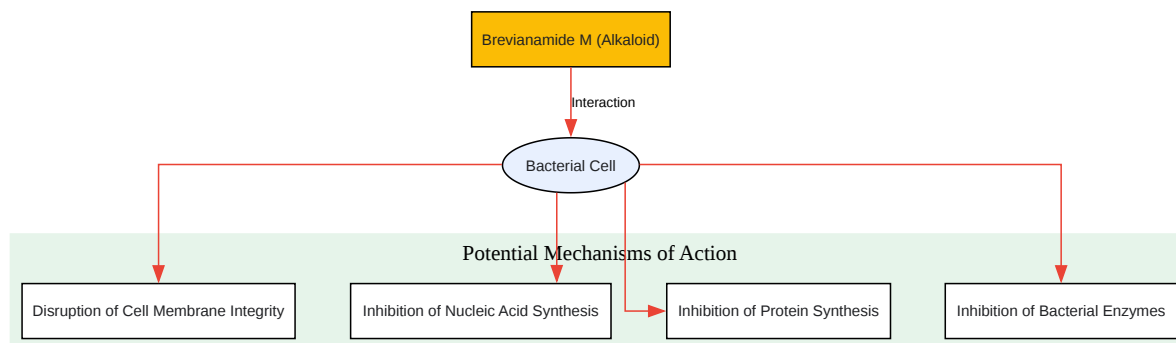 Brevianamide M (Alkaloid)
Interaction
Bacterial Cell
Potential Mechanisms of Action
Disruption of Cell Membrane Integrity
Inhibition of Nucleic Acid Synthesis
Inhibition of Protein Synthesis
Inhibition of Bacterial Enzymes